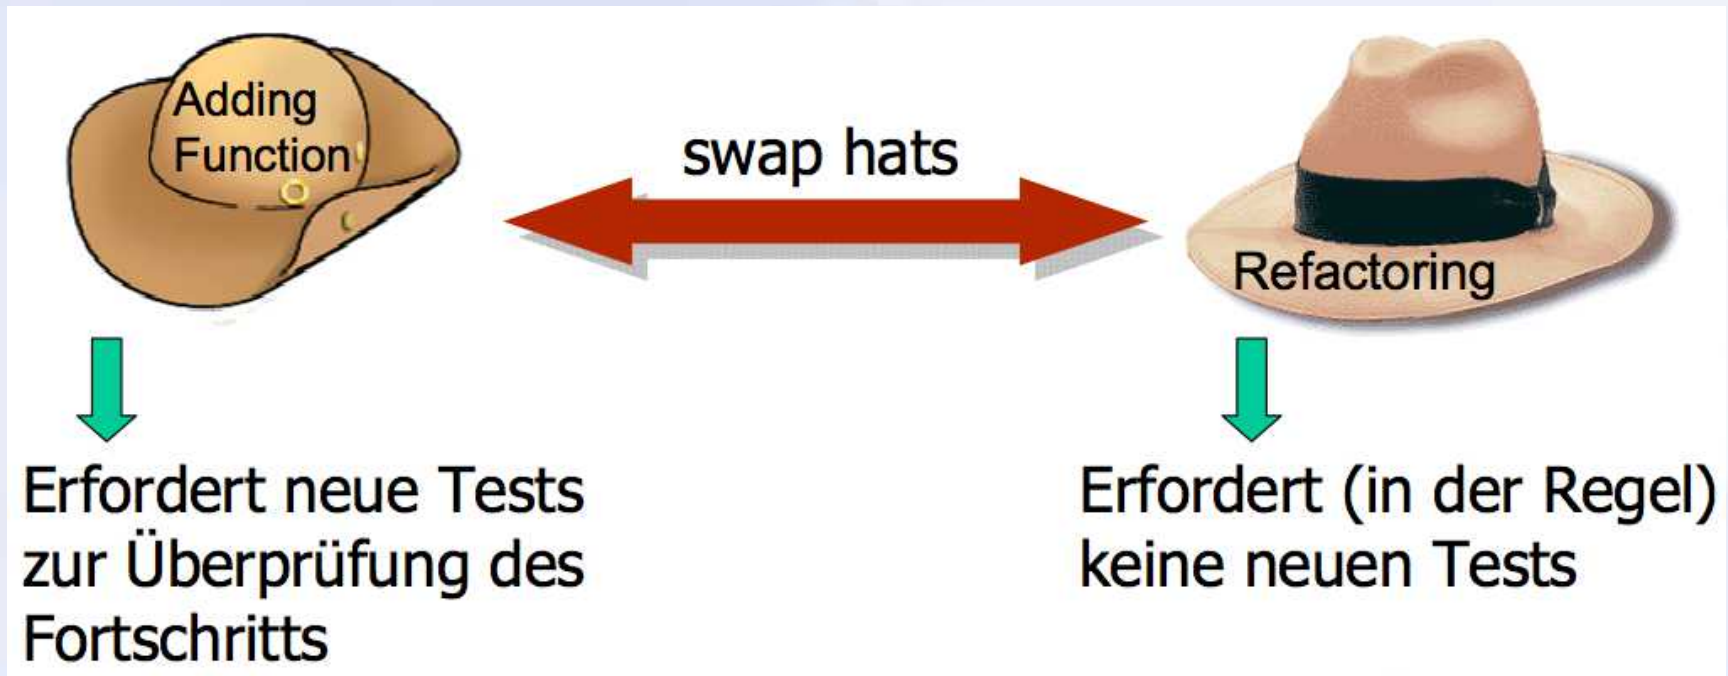 Adding
Function
swap hats
Refactoring
Erfordert neue Tests
zur Überprüfung des
Fortschritts
Erfordert (in der Regel)
keine neuen Tests